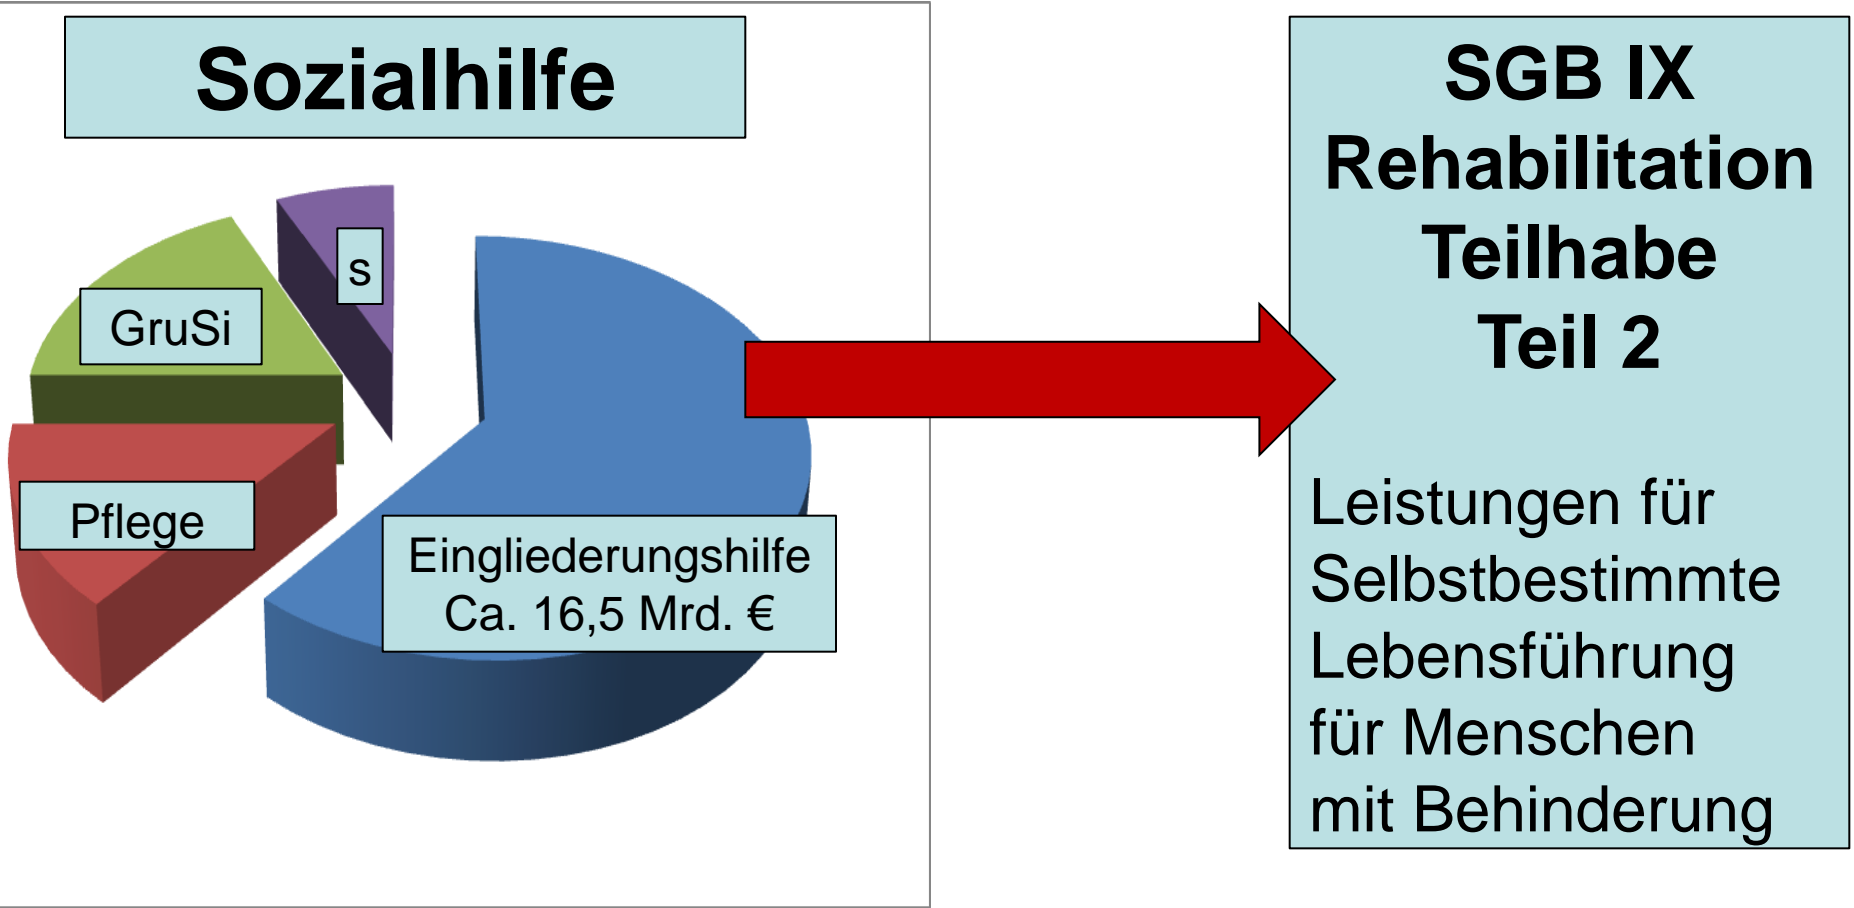 Sozialhilfe
s
GruSi
Pflege
Eingliederungshilfe
Ca. 16,5 Mrd. €
SGB IX
Rehabilitation
Teilhabe
Teil 2
Leistungen für
Selbstbestimmte
Lebensführung
für Menschen
mit Behinderung